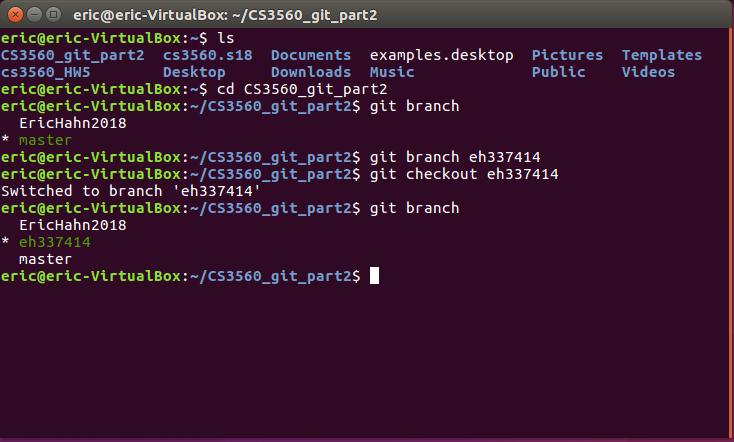 eric@eric-VirtualBox: ~/CS3560_git_part2
eric@eric-VirtualBox:~$ ls
CS3560_git_part2  cs3560.s18  Documents  examples.desktop  Pictures  Templates
cs3560_HW5        Desktop     Downloads  Music             Public    Videos
eric@eric-VirtualBox:~$ cd CS3560_git_part2
eric@eric-VirtualBox:~/CS3560_git_part2$ git branch
  EricHahn2018
* master
eric@eric-VirtualBox:~/CS3560_git_part2$ git branch eh337414
eric@eric-VirtualBox:~/CS3560_git_part2$ git checkout eh337414
Switched to branch 'eh337414'
eric@eric-VirtualBox:~/CS3560_git_part2$ git branch
  EricHahn2018
* eh337414
  master
eric@eric-VirtualBox:~/CS3560_git_part2$